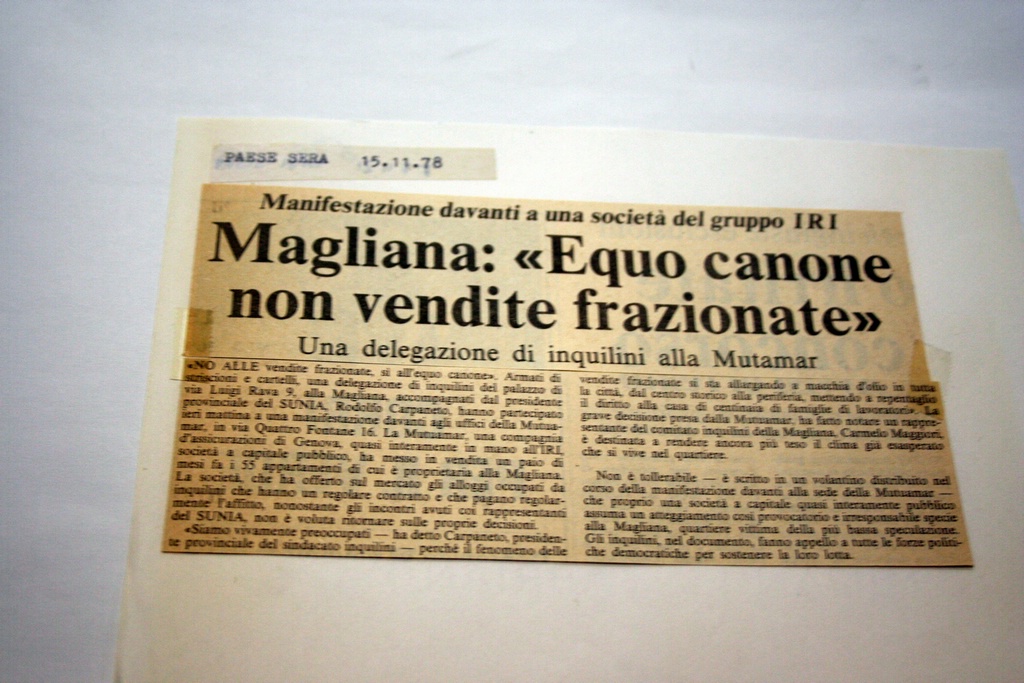 PAESE SERA 15.11.78
Manifestazione davanti a una società del gruppo IRI
Magliana: «Equo canone
non vendite frazionate»
Una delegazione di inquilini alla Mutamar
«NO ALLE vendite frazionate, sì all'equo canone». Armati di
striscioni e cartelli, una delegazione di inquilini del palazzo di
via Luigi Rava 9, alla Magliana, accompagnati dal presidente
provinciale del SUNIA, Rodolfo Carpaneto, hanno partecipato
ieri mattina a una manifestazione davanti agli uffici della Mutua-
mar, in via Quattro Fontane 16. La Mutuamar, una compagnia
d'assicurazioni di Genova, quasi interamente in mano all'IRI,
società a capitale pubblico, ha messo in vendita un paio di
mesi fa i 55 appartamenti di cui è proprietaria alla Magliana.
La società, che ha offerto sul mercato gli alloggi occupati da
inquilini che hanno un regolare contratto e che pagano regolar-
mente l'affitto, nonostante gli incontri avuti coi rappresentanti
del SUNIA, non è voluta ritornare sulle proprie decisioni.
«Siamo vivamente preoccupati — ha detto Carpaneto, presiden-
te provinciale del sindacato inquilini — perché il fenomeno delle
vendite frazionate si sta allargando a macchia d'olio in tutta
la città, dal centro storico alla periferia, mettendo a repentaglio
il diritto alla casa di centinaia di famiglie di lavoratori». La
grave decisione presa dalla Mutuamar, ha fatto notare un rappre-
sentante del comitato inquilini della Magliana, Carmelo Maggiori,
è destinata a rendere ancora più teso il clima già esasperato
che si vive nel quartiere.
Non è tollerabile — è scritto in un volantino distribuito nel
corso della manifestazione davanti alla sede della Mutuamar —
che proprio una società a capitale quasi interamente pubblico
assuma un atteggiamento così provocatorio e irresponsabile specie
alla Magliana, quartiere vittima della più bassa speculazione.
Gli inquilini, nel documento, fanno appello a tutte le forze politi-
che democratiche per sostenere la loro lotta.